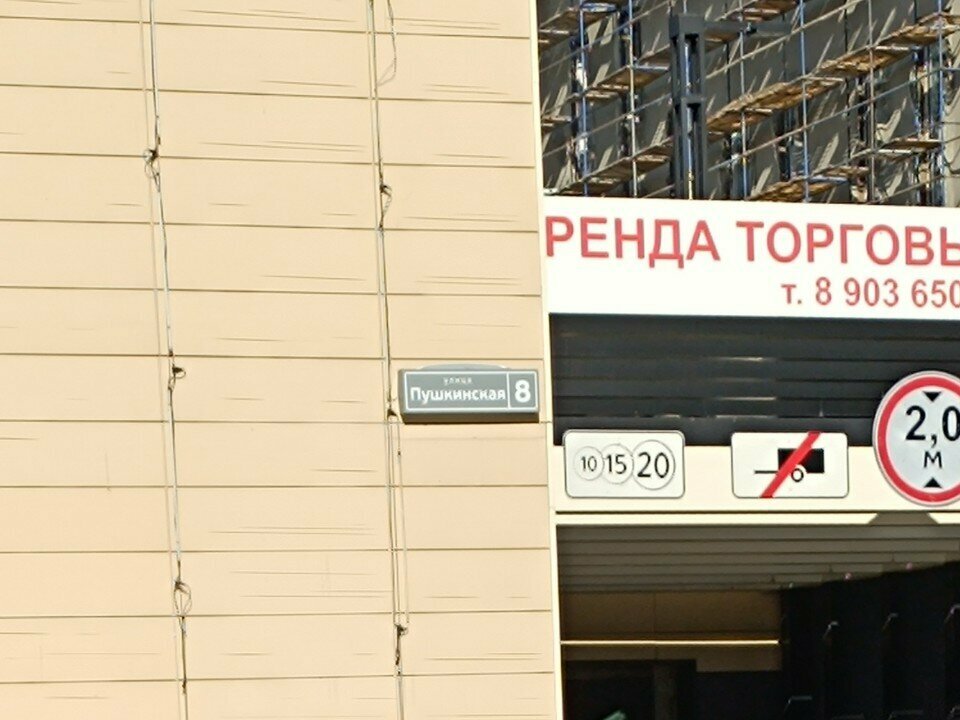 РЕНДА ТОРГОВЫ
т. 8 903 650
улица
Пушкинская 8
10 15 20
2,0
м